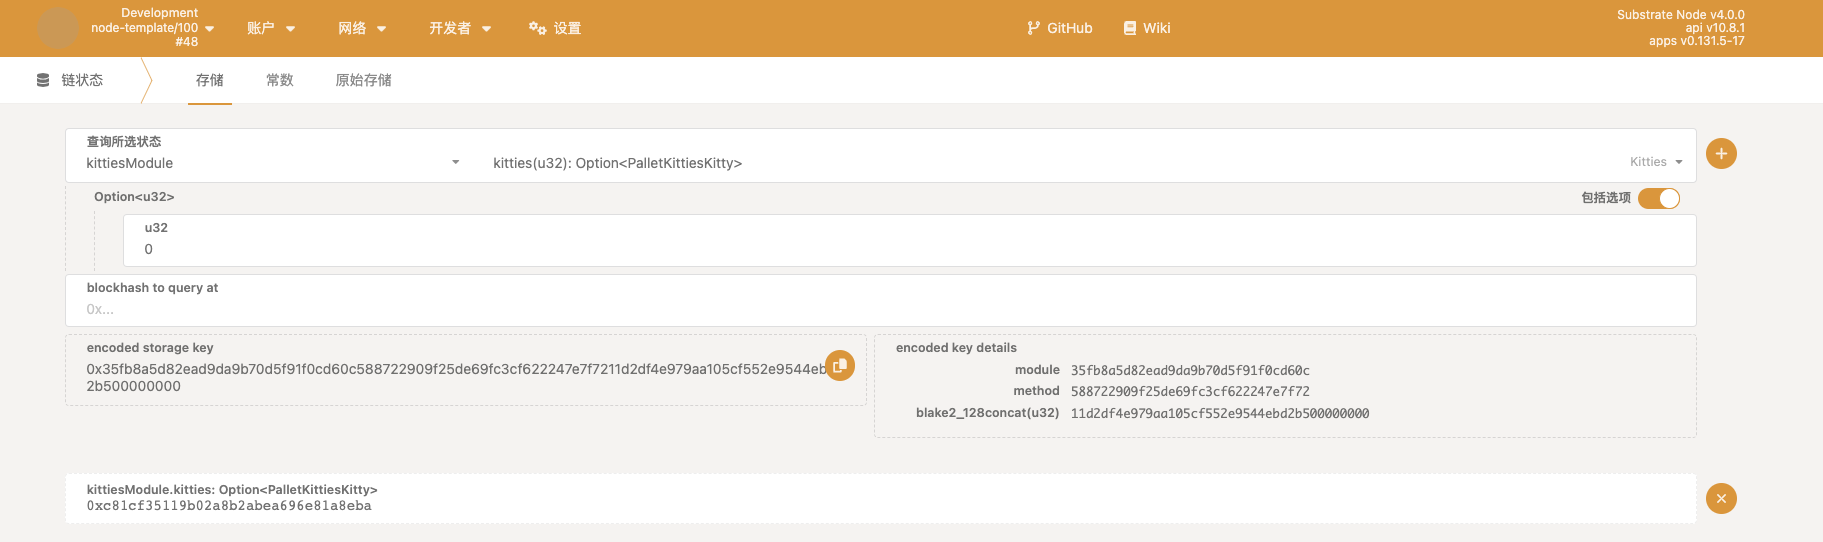 Development
node-template/100
#48
账户
网络
开发者
设置
GitHub
Wiki
Substrate Node v4.0.0
api v10.8.1
apps v0.131.5-17
链状态
存储
常数
原始存储
查询所选状态
kittiesModule
kitties(u32): Option<PalletKittiesKitty>
Kitties
Option<u32>
包括选项
u32
0
blockhash to query at
0x...
encoded storage key
0x35fb8a5d82ead9da9b70d5f91f0cd60c588722909f25de69fc3cf622247e7f7211d2df4e979aa105cf552e9544eb
2b500000000
encoded key details
module 35fb8a5d82ead9da9b70d5f91f0cd60c
method 588722909f25de69fc3cf622247e7f72
blake2_128concat(u32) 11d2df4e979aa105cf552e9544ebd2b500000000
kittiesModule.kitties: Option<PalletKittiesKitty>
0xc81cf35119b02a8b2abea696e81a8eba